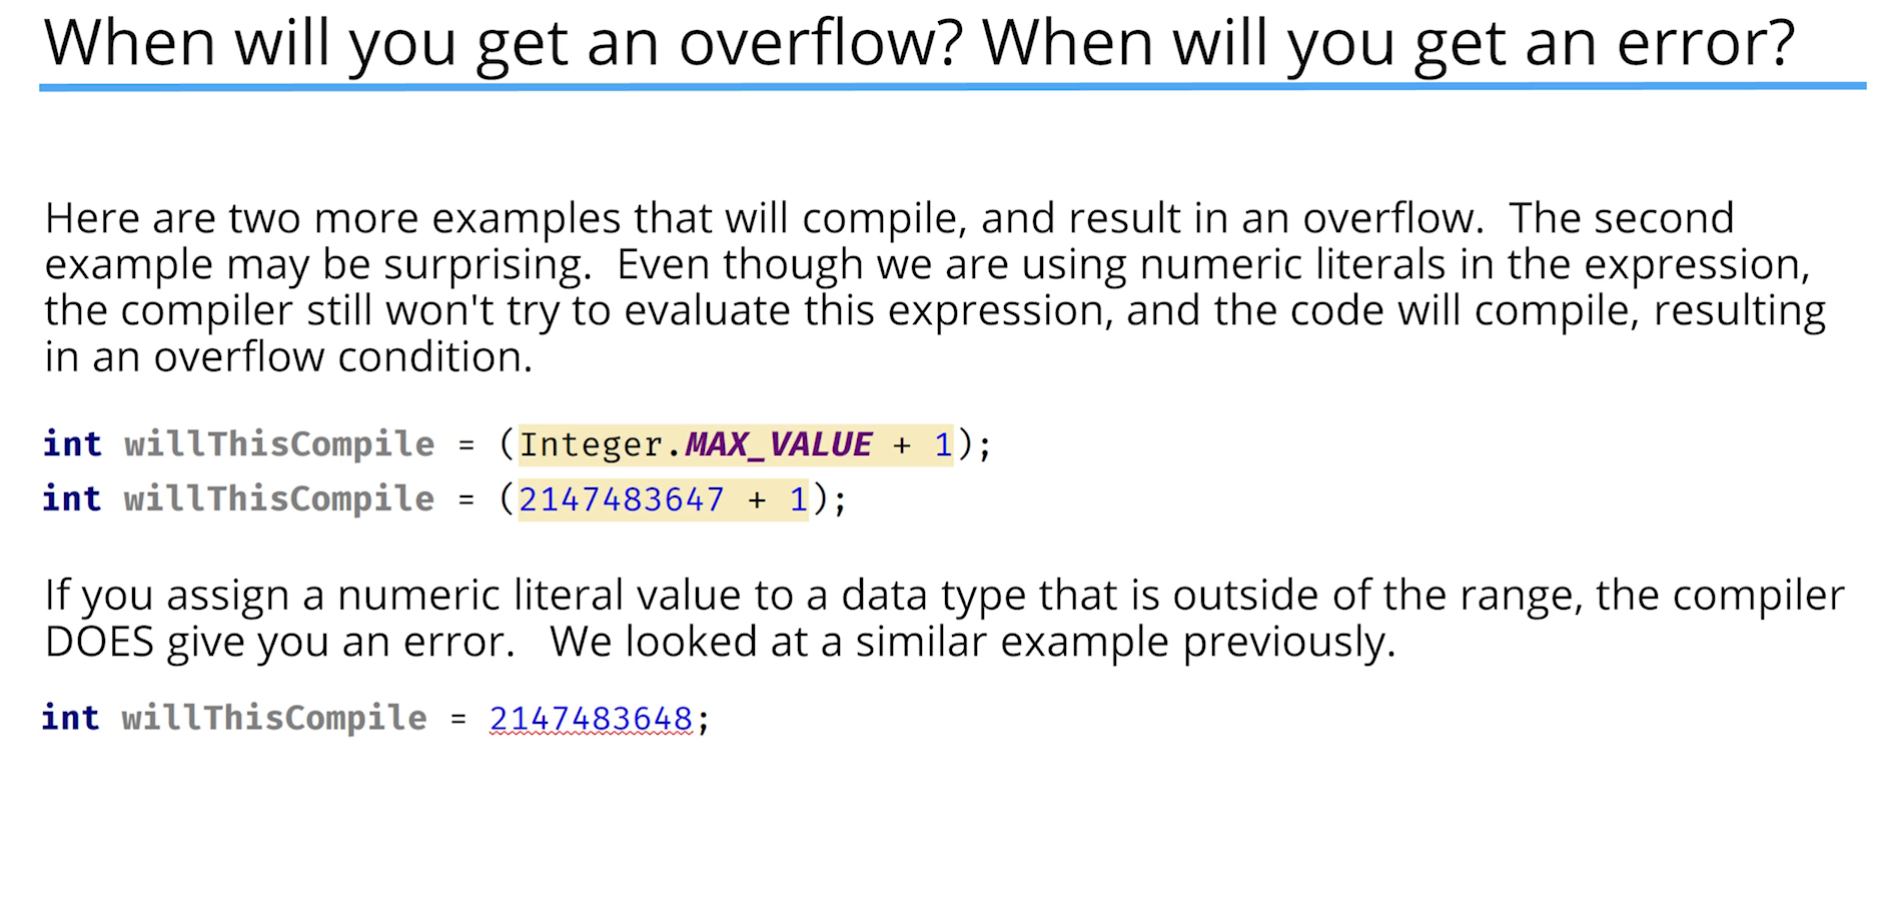 When will you get an overflow? When will you get an error?
Here are two more examples that will compile, and result in an overflow.  The second
example may be surprising.  Even though we are using numeric literals in the expression,
the compiler still won't try to evaluate this expression, and the code will compile, resulting
in an overflow condition.
int willThisCompile = (Integer.MAX_VALUE + 1);
int willThisCompile = (2147483647 + 1);
If you assign a numeric literal value to a data type that is outside of the range, the compiler
DOES give you an error.   We looked at a similar example previously.
int willThisCompile = 2147483648;